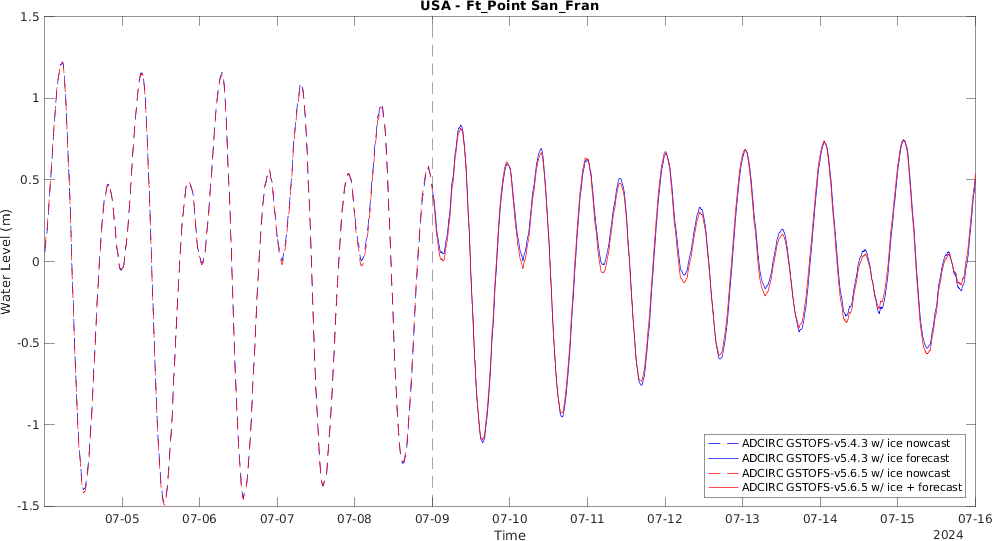 USA - Ft_Point San_Fran
1.5
1
0.5
0
-0.5
-1
-1.5
Water Level (m)
ADCIRC GSTOFS-v5.4.3 w/ ice nowcast
ADCIRC GSTOFS-v5.4.3 w/ ice forecast
ADCIRC GSTOFS-v5.6.5 w/ ice nowcast
ADCIRC GSTOFS-v5.6.5 w/ ice + forecast
07-05 07-06 07-07 07-08 07-09 07-10 07-11 07-12 07-13 07-14 07-15 07-16
Time
2024